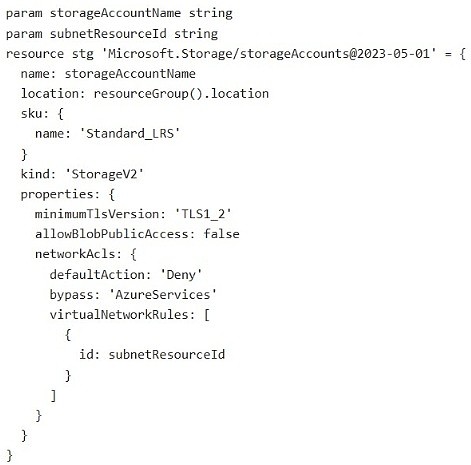 param storageAccountName string
param subnetResourceId string
resource stg 'Microsoft.Storage/storageAccounts@2023-05-01' = {
  name: storageAccountName
  location: resourceGroup().location
  sku: {
    name: 'Standard_LRS'
  }
  kind: 'StorageV2'
  properties: {
    minimumTlsVersion: 'TLS1_2'
    allowBlobPublicAccess: false
    networkAcls: {
      defaultAction: 'Deny'
      bypass: 'AzureServices'
      virtualNetworkRules: [
        {
          id: subnetResourceId
        }
      ]
    }
  }
}